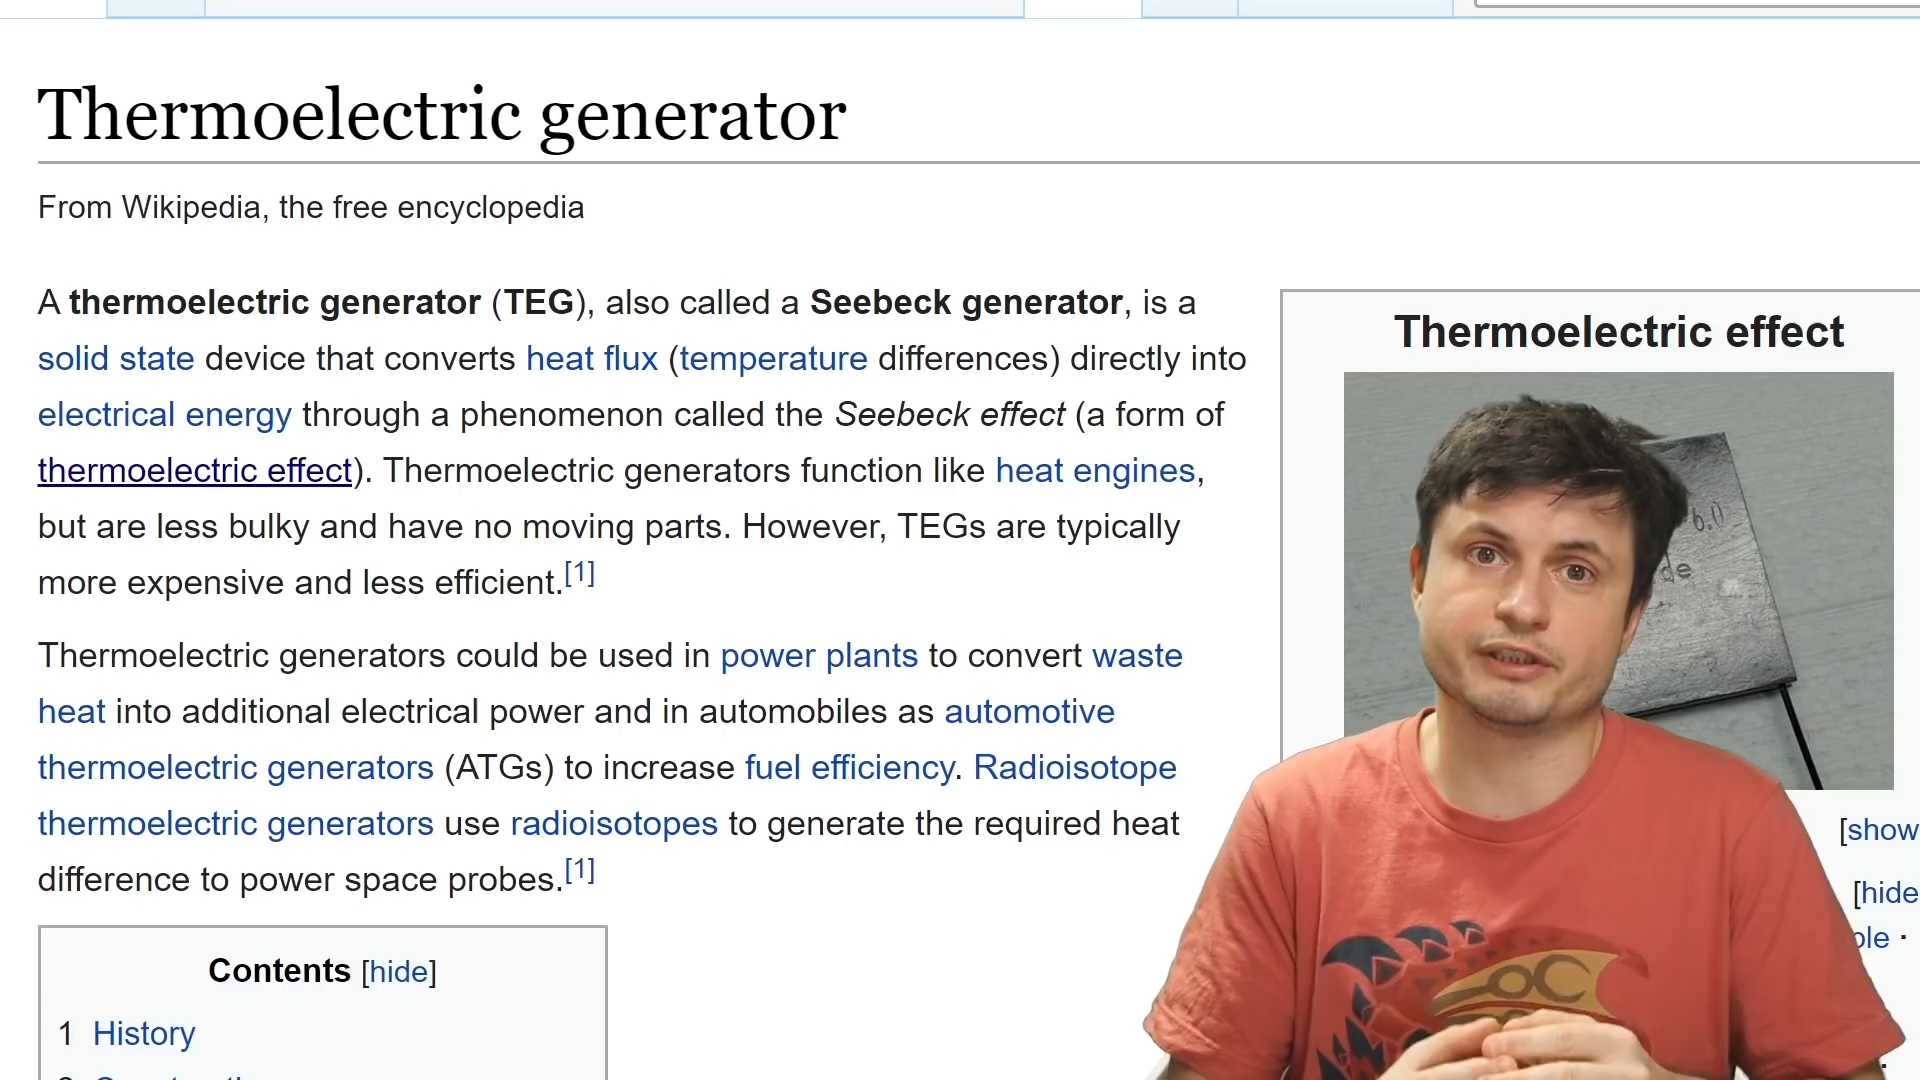 Thermoelectric generator
From Wikipedia, the free encyclopedia
A thermoelectric generator (TEG), also called a Seebeck generator, is a
solid state device that converts heat flux (temperature differences) directly into
electrical energy through a phenomenon called the Seebeck effect (a form of
thermoelectric effect). Thermoelectric generators function like heat engines,
but are less bulky and have no moving parts. However, TEGs are typically
more expensive and less efficient.[1]
Thermoelectric generators could be used in power plants to convert waste
heat into additional electrical power and in automobiles as automotive
thermoelectric generators (ATGs) to increase fuel efficiency. Radioisotope
thermoelectric generators use radioisotopes to generate the required heat
difference to power space probes.[1]
Contents [hide]
1 History
Thermoelectric effect
[show
[hide